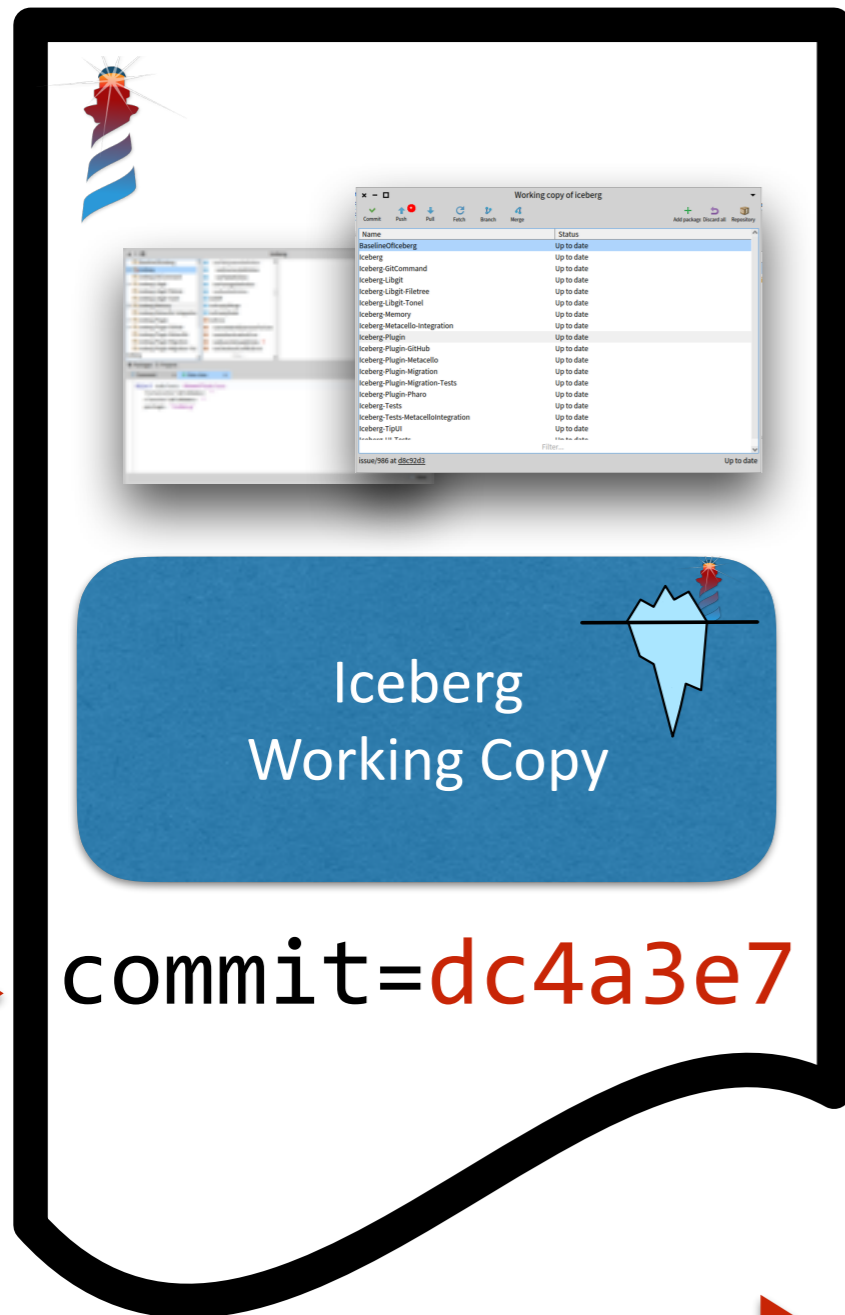 Working copy of iceberg
Commit Push Pull Fetch Branch Merge Add package Discard all Repository
Name Status
BaselineOfIceberg Up to date
Iceberg Up to date
Iceberg-GitCommand Up to date
Iceberg-Libgit Up to date
Iceberg-Libgit-Filetree Up to date
Iceberg-Libgit-Tonel Up to date
Iceberg-Memory Up to date
Iceberg-Metacello-Integration Up to date
Iceberg-Plugin Up to date
Iceberg-Plugin-GitHub Up to date
Iceberg-Plugin-Metacello Up to date
Iceberg-Plugin-Migration Up to date
Iceberg-Plugin-Migration-Tests Up to date
Iceberg-Plugin-Pharo Up to date
Iceberg-Tests Up to date
Iceberg-Tests-MetacelloIntegration Up to date
Iceberg-TipUI Up to date
Iceberg-UI-Tests Up to date
Filter...
issue/986 at d8c92d3 Up to date
Iceberg
Working Copy
commit=dc4a3e7